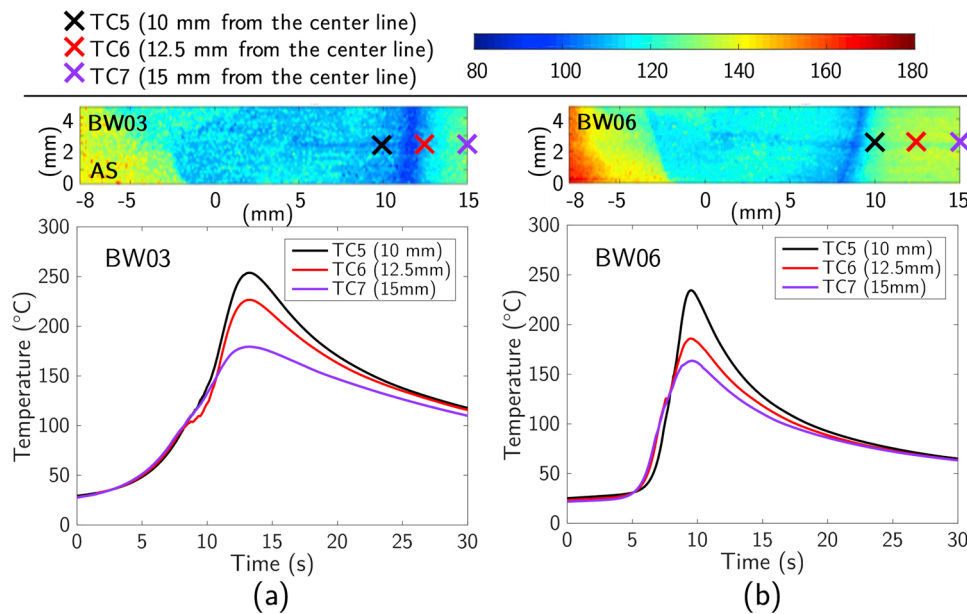 TC5 (10 mm from the center line)
TC6 (12.5 mm from the center line)
TC7 (15 mm from the center line)
80 100 120 140 160 180
BW03
AS
(mm)
4
2
0
-8 -5 0 5 10 15
(mm)
BW06
(mm)
4
2
0
-8 -5 0 5 10 15
(mm)
BW03
TC5 (10 mm)
TC6 (12.5mm)
TC7 (15mm)
Temperature (°C)
300
250
200
150
100
50
0
0 5 10 15 20 25 30
Time (s)
(a)
BW06
TC5 (10 mm)
TC6 (12.5mm)
TC7 (15mm)
Temperature (°C)
300
250
200
150
100
50
0
0 5 10 15 20 25 30
Time (s)
(b)